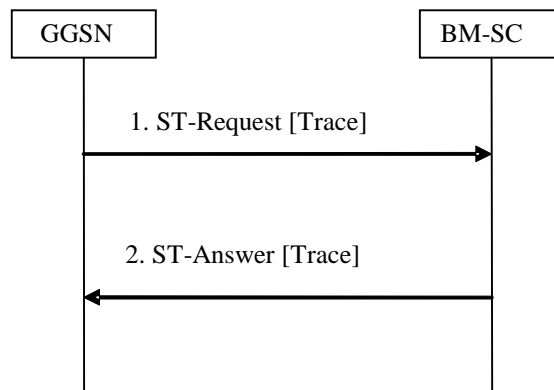 GGSN
BM-SC
1. ST-Request [Trace]
2. ST-Answer [Trace]